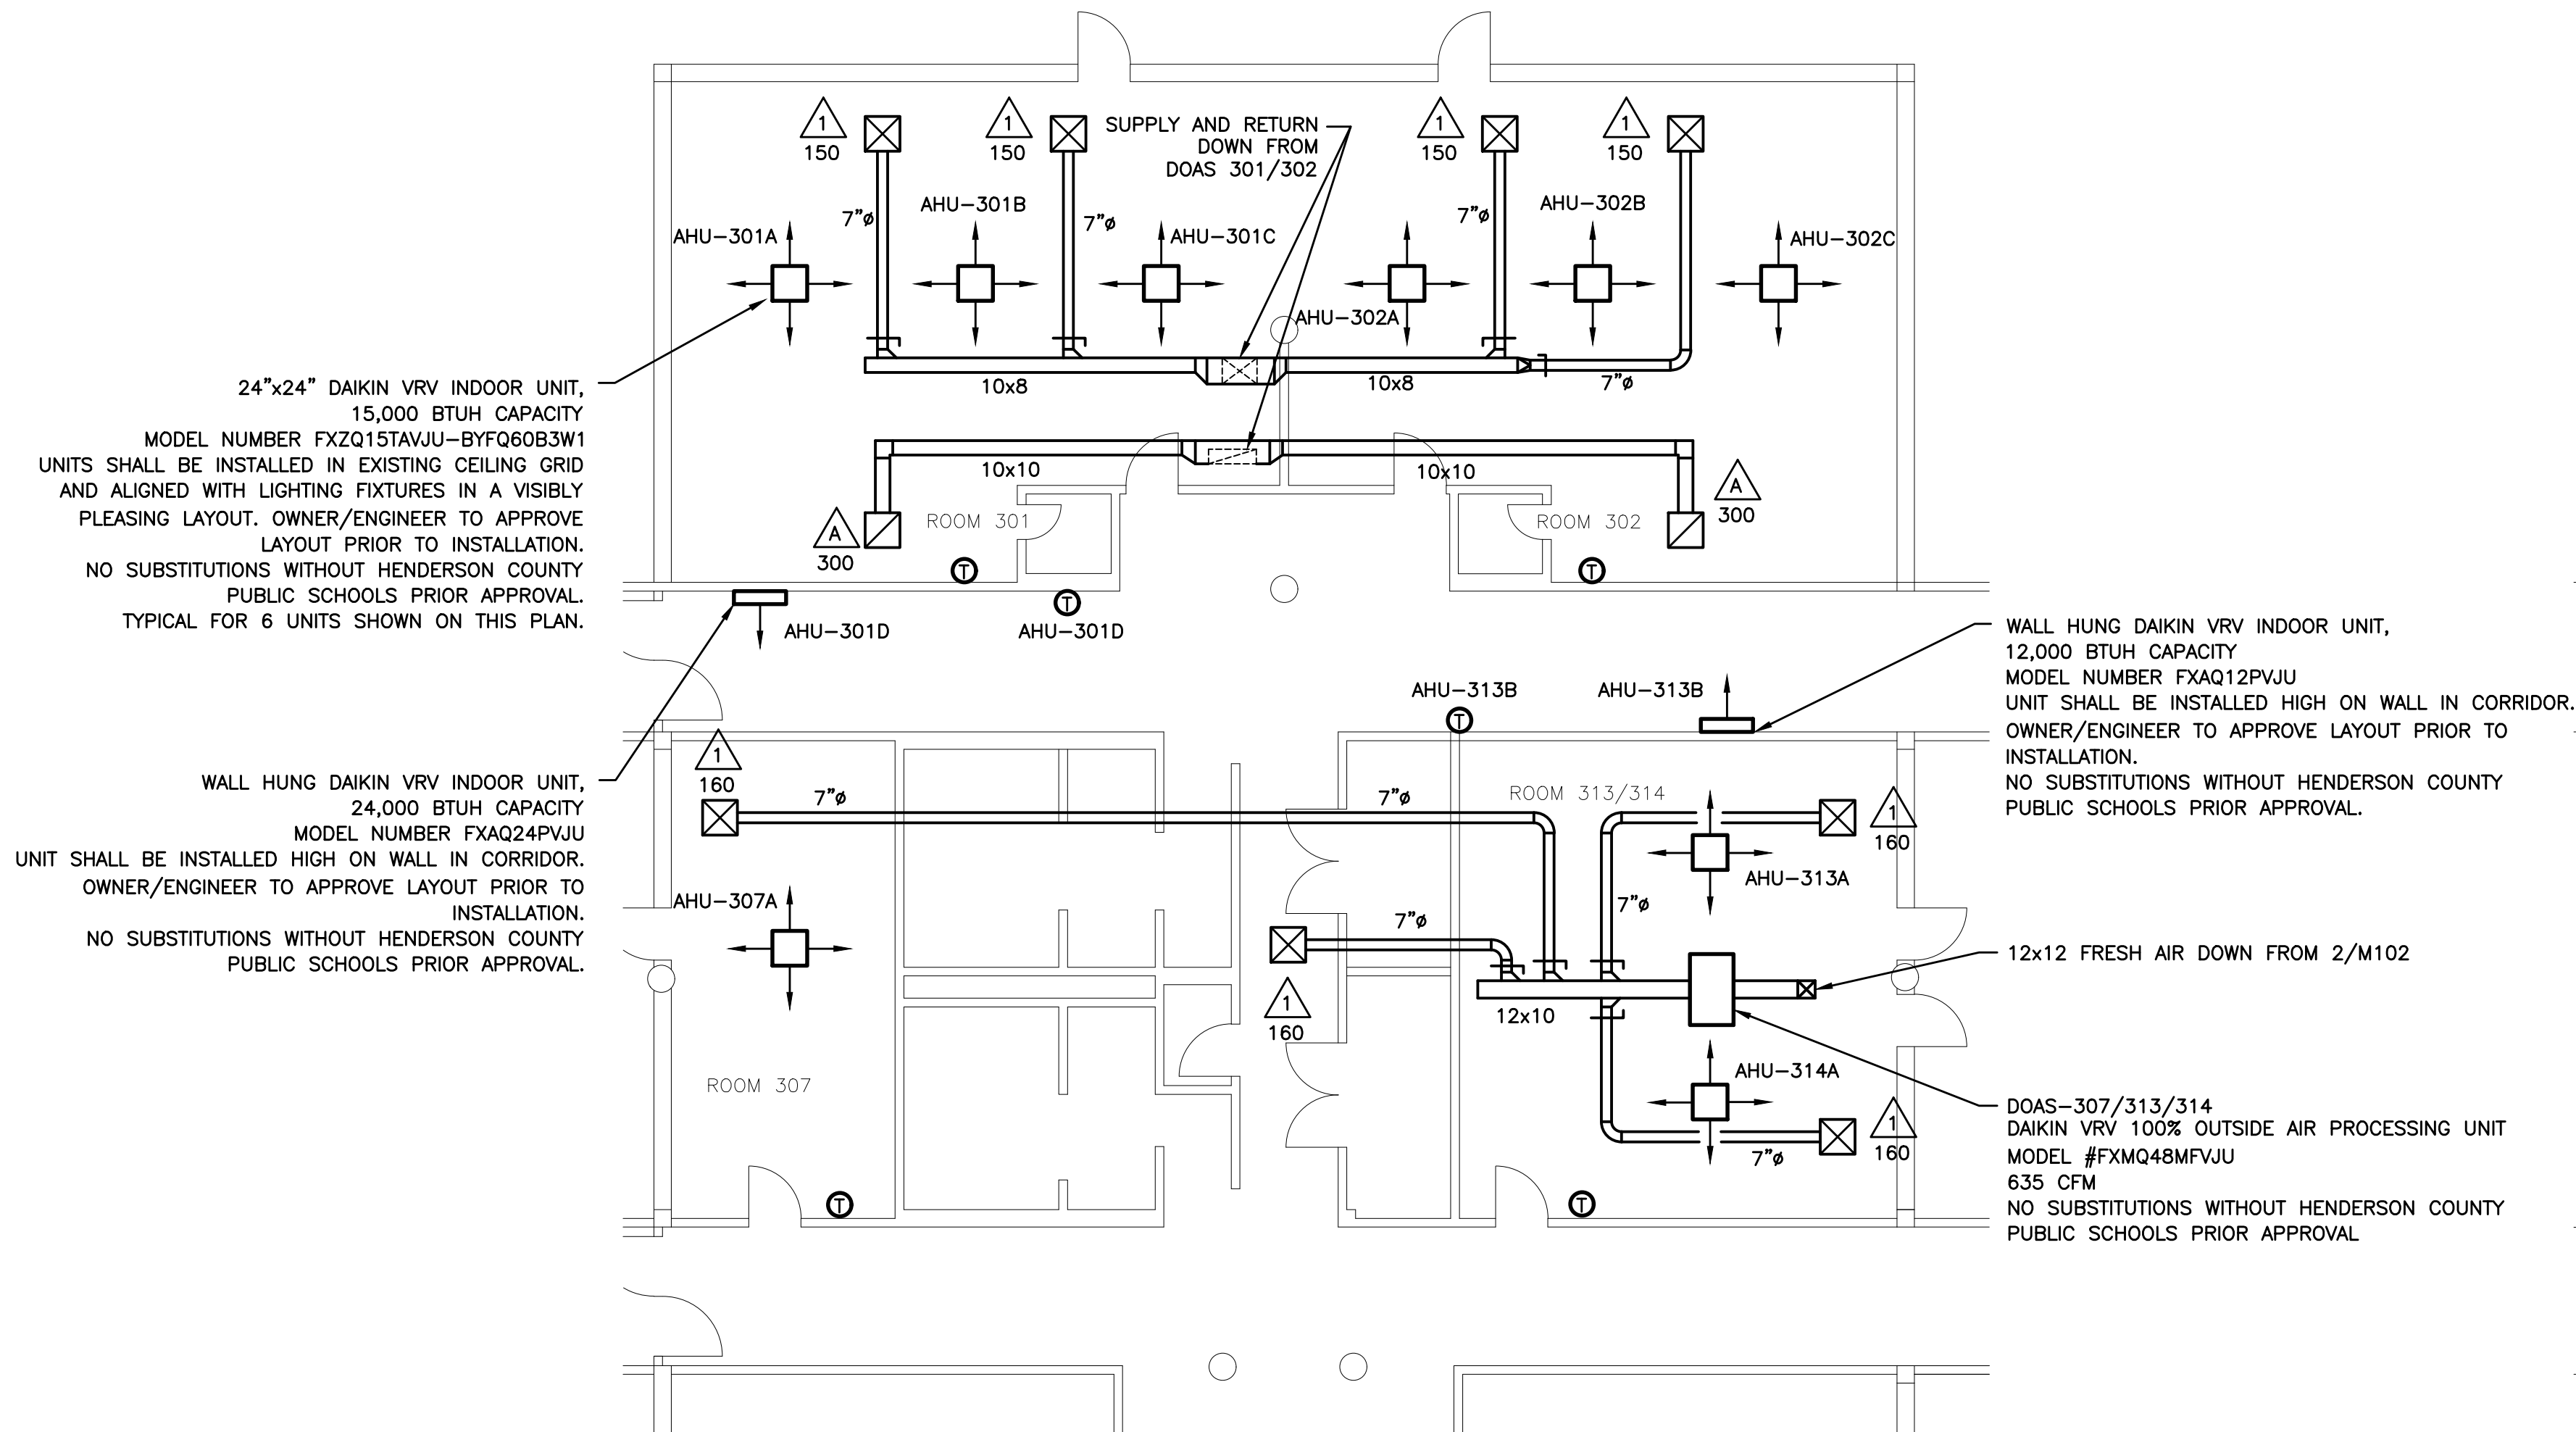 1
150
1
150
SUPPLY AND RETURN
DOWN FROM
DOAS 301/302
1
150
1
150
7"ø
AHU-301B
7"ø
7"ø
AHU-302B
AHU-301A
AHU-301C
AHU-302C
AHU-302A
10x8
10x8
7"ø
24"x24" DAIKIN VRV INDOOR UNIT,
15,000 BTUH CAPACITY
MODEL NUMBER FXZQ15TAVJU-BYFQ60B3W1
UNITS SHALL BE INSTALLED IN EXISTING CEILING GRID
AND ALIGNED WITH LIGHTING FIXTURES IN A VISIBLY
PLEASING LAYOUT. OWNER/ENGINEER TO APPROVE
LAYOUT PRIOR TO INSTALLATION.
NO SUBSTITUTIONS WITHOUT HENDERSON COUNTY
PUBLIC SCHOOLS PRIOR APPROVAL.
TYPICAL FOR 6 UNITS SHOWN ON THIS PLAN.
10x10
10x10
A
300
ROOM 301
ROOM 302
A
300
T
T
AHU-301D
T
AHU-301D
WALL HUNG DAIKIN VRV INDOOR UNIT,
12,000 BTUH CAPACITY
MODEL NUMBER FXAQ12PVJU
UNIT SHALL BE INSTALLED HIGH ON WALL IN CORRIDOR.
OWNER/ENGINEER TO APPROVE LAYOUT PRIOR TO
INSTALLATION.
NO SUBSTITUTIONS WITHOUT HENDERSON COUNTY
PUBLIC SCHOOLS PRIOR APPROVAL.
AHU-313B
T
AHU-313B
WALL HUNG DAIKIN VRV INDOOR UNIT,
24,000 BTUH CAPACITY
MODEL NUMBER FXAQ24PVJU
UNIT SHALL BE INSTALLED HIGH ON WALL IN CORRIDOR.
OWNER/ENGINEER TO APPROVE LAYOUT PRIOR TO
INSTALLATION.
NO SUBSTITUTIONS WITHOUT HENDERSON COUNTY
PUBLIC SCHOOLS PRIOR APPROVAL.
1
160
7"ø
7"ø
ROOM 313/314
1
160
AHU-313A
AHU-307A
7"ø
7"ø
12x12 FRESH AIR DOWN FROM 2/M102
1
160
12x10
AHU-314A
ROOM 307
1
160
7"ø
DOAS-307/313/314
DAIKIN VRV 100% OUTSIDE AIR PROCESSING UNIT
MODEL #FXMQ48MFVJU
635 CFM
NO SUBSTITUTIONS WITHOUT HENDERSON COUNTY
PUBLIC SCHOOLS PRIOR APPROVAL
T
T